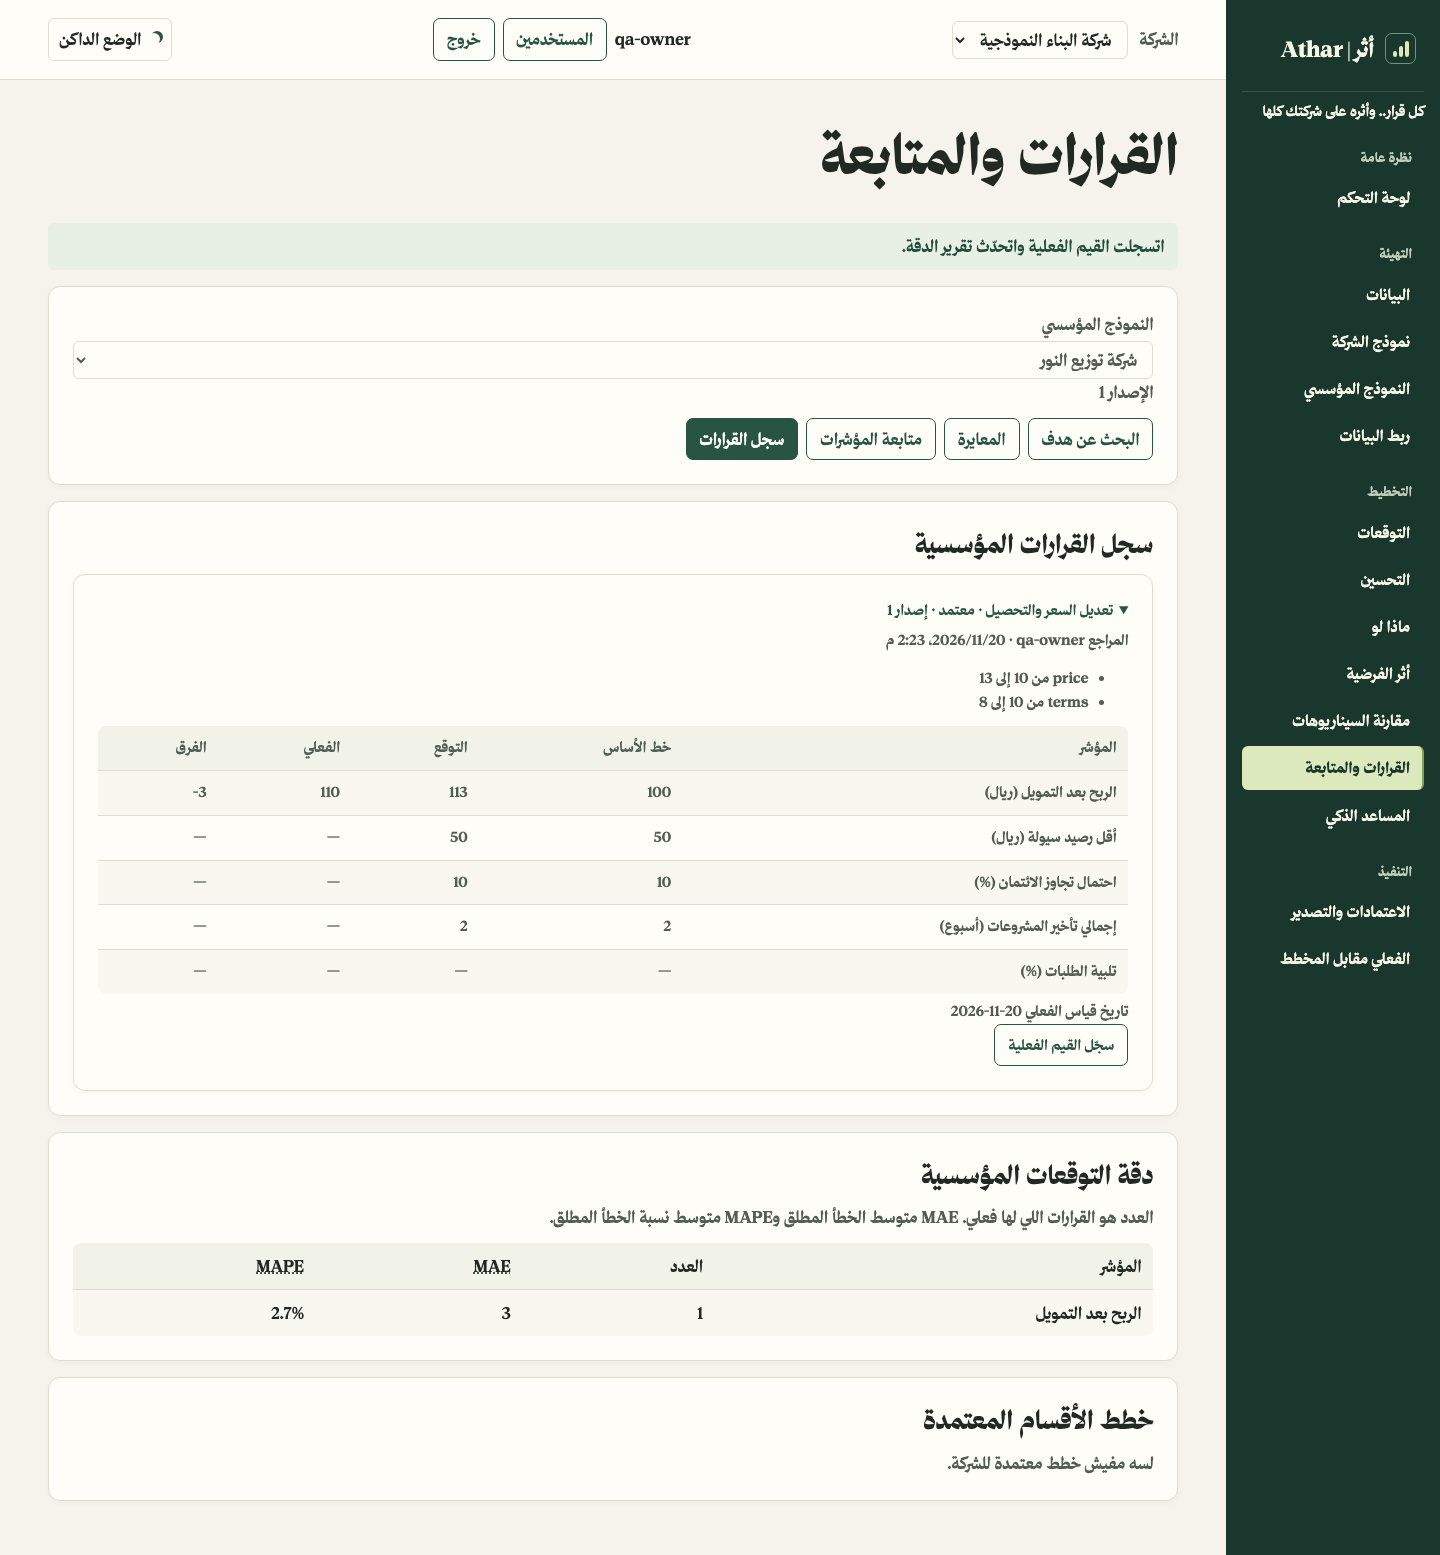 أثر | Athar
كل قرار.. وأثره على شركتك كلها
نظرة عامة
لوحة التحكم
التهيئة
البيانات
نموذج الشركة
النموذج المؤسسي
ربط البيانات
التخطيط
التوقعات
التحسين
ماذا لو
أثر الفرضية
مقارنة السيناريوهات
القرارات والمتابعة
المساعد الذكي
التنفيذ
الاعتمادات والتصدير
الفعلي مقابل المخطط
الشركة شركة البناء النموذجية qa-owner المستخدمين خروج الوضع الداكن
القرارات والمتابعة
اتسجلت القيم الفعلية واتحدّث تقرير الدقة.
النموذج المؤسسي
شركة توزيع النور
الإصدار 1
البحث عن هدف المعايرة متابعة المؤشرات سجل القرارات
سجل القرارات المؤسسية
▼ تعديل السعر والتحصيل · معتمد · إصدار 1
المراجع qa-owner · 2026/11/20، 2:23 م
• price من 10 إلى 13
• terms من 10 إلى 8
المؤشر خط الأساس التوقع الفعلي الفرق
الربح بعد التمويل (ريال) 100 113 110 -3
أقل رصيد سيولة (ريال) 50 50 — —
احتمال تجاوز الائتمان (%) 10 10 — —
إجمالي تأخير المشروعات (أسبوع) 2 2 — —
تلبية الطلبات (%) — — — —
تاريخ قياس الفعلي 2026-11-20
سجّل القيم الفعلية
دقة التوقعات المؤسسية
العدد هو القرارات اللي لها فعلي. MAE متوسط الخطأ المطلق وMAPE متوسط نسبة الخطأ المطلق.
المؤشر العدد MAE MAPE
الربح بعد التمويل 1 3 2.7%
خطط الأقسام المعتمدة
لسه مفيش خطط معتمدة للشركة.